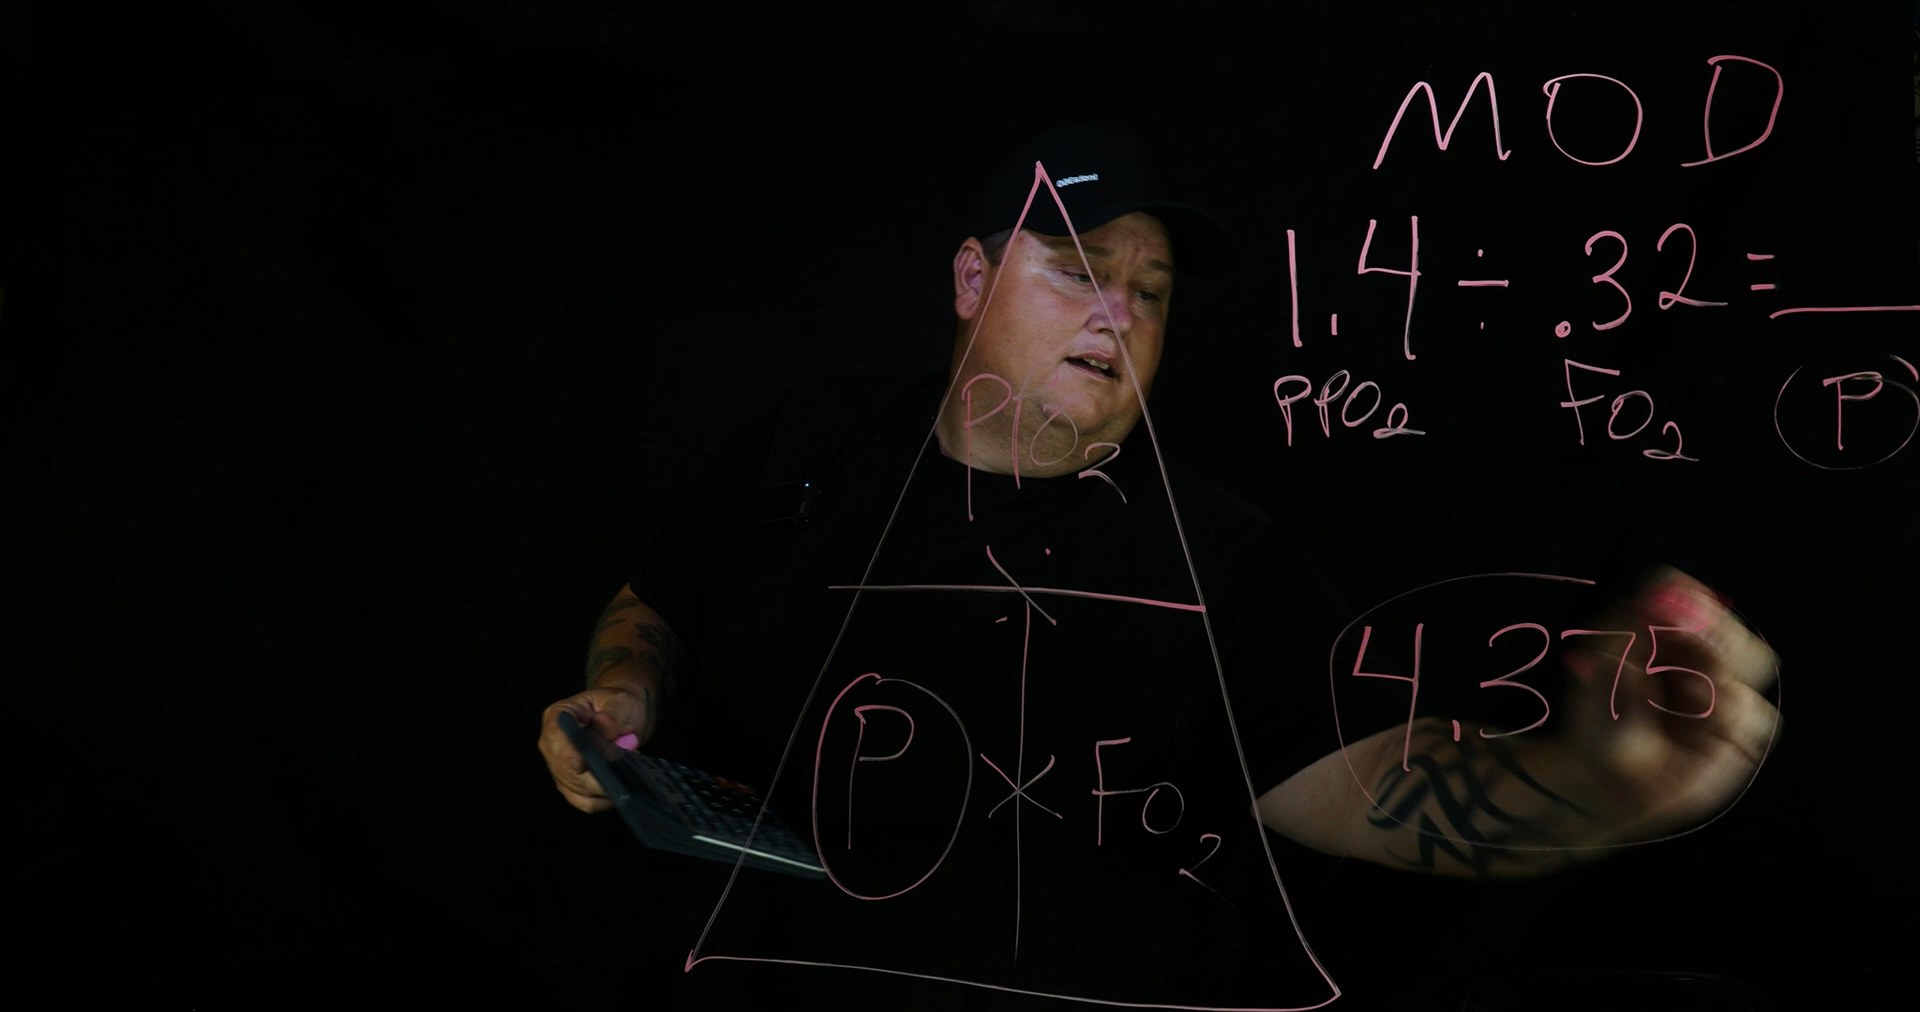 MOD
1.4 ÷ .32 = ___
PPO2 FO2 P
PPO2
÷
P * FO2
4.375